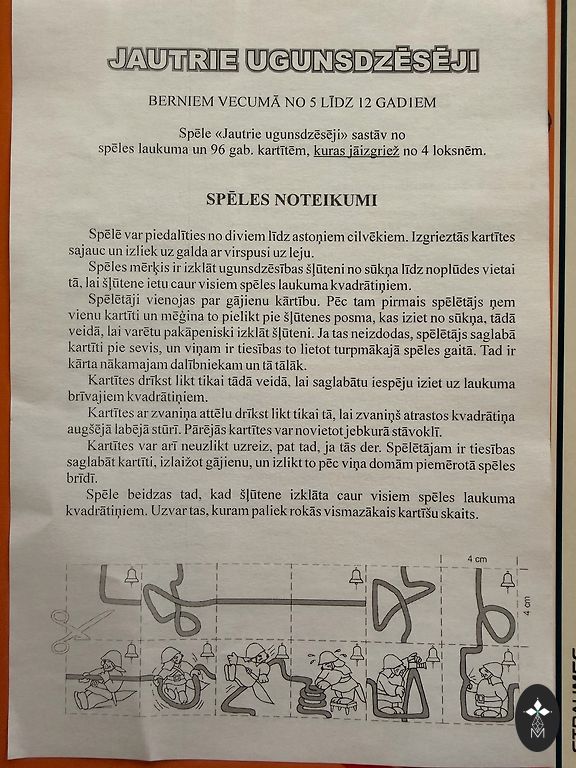 JAUTRIE UGUNSDZĒSĒJI
BERNIEM VECUMĀ NO 5 LĪDZ 12 GADIEM
Spēle «Jautrie ugunsdzēsēji» sastāv no
spēles laukuma un 96 gab. kartītēm, kuras jāizgriež no 4 loksnēm.
SPĒLES NOTEIKUMI
Spēlē var piedalīties no diviem līdz astoņiem cilvēkiem. Izgrieztās kartītes
sajauc un izliek uz galda ar virspusi uz leju.
Spēles mērķis ir izklāt ugunsdzēsības šļūteni no sūkņa līdz noplūdes vietai
tā, lai šļūtene ietu caur visiem spēles laukuma kvadrātiņiem.
Spēlētāji vienojas par gājienu kārtību. Pēc tam pirmais spēlētājs ņem
vienu kartīti un mēģina to pielikt pie šļūtenes posma, kas iziet no sūkņa, tādā
veidā, lai varētu pakāpeniski izklāt šļūteni. Ja tas neizdodas, spēlētājs saglabā
kartīti pie sevis, un viņam ir tiesības to lietot turpmākajā spēles gaitā. Tad ir
kārta nākamajam dalībniekam un tā tālāk.
Kartītes drīkst likt tikai tādā veidā, lai saglabātu iespēju iziet uz laukuma
brīvajiem kvadrātiņiem.
Kartītes ar zvaniņa attēlu drīkst likt tikai tā, lai zvaniņš atrastos kvadrātiņa
augšējā labējā stūrī. Pārējās kartītes var novietot jebkurā stāvoklī.
Kartītes var arī neuzlikt uzreiz, pat tad, ja tās der. Spēlētājam ir tiesības
saglabāt kartīti, izlaižot gājienu, un izlikt to pēc viņa domām piemērotā spēles
brīdī.
Spēle beidzas tad, kad šļūtene izklāta caur visiem spēles laukuma
kvadrātiņiem. Uzvar tas, kuram paliek rokās vismazākais kartīšu skaits.
4 cm
4 cm